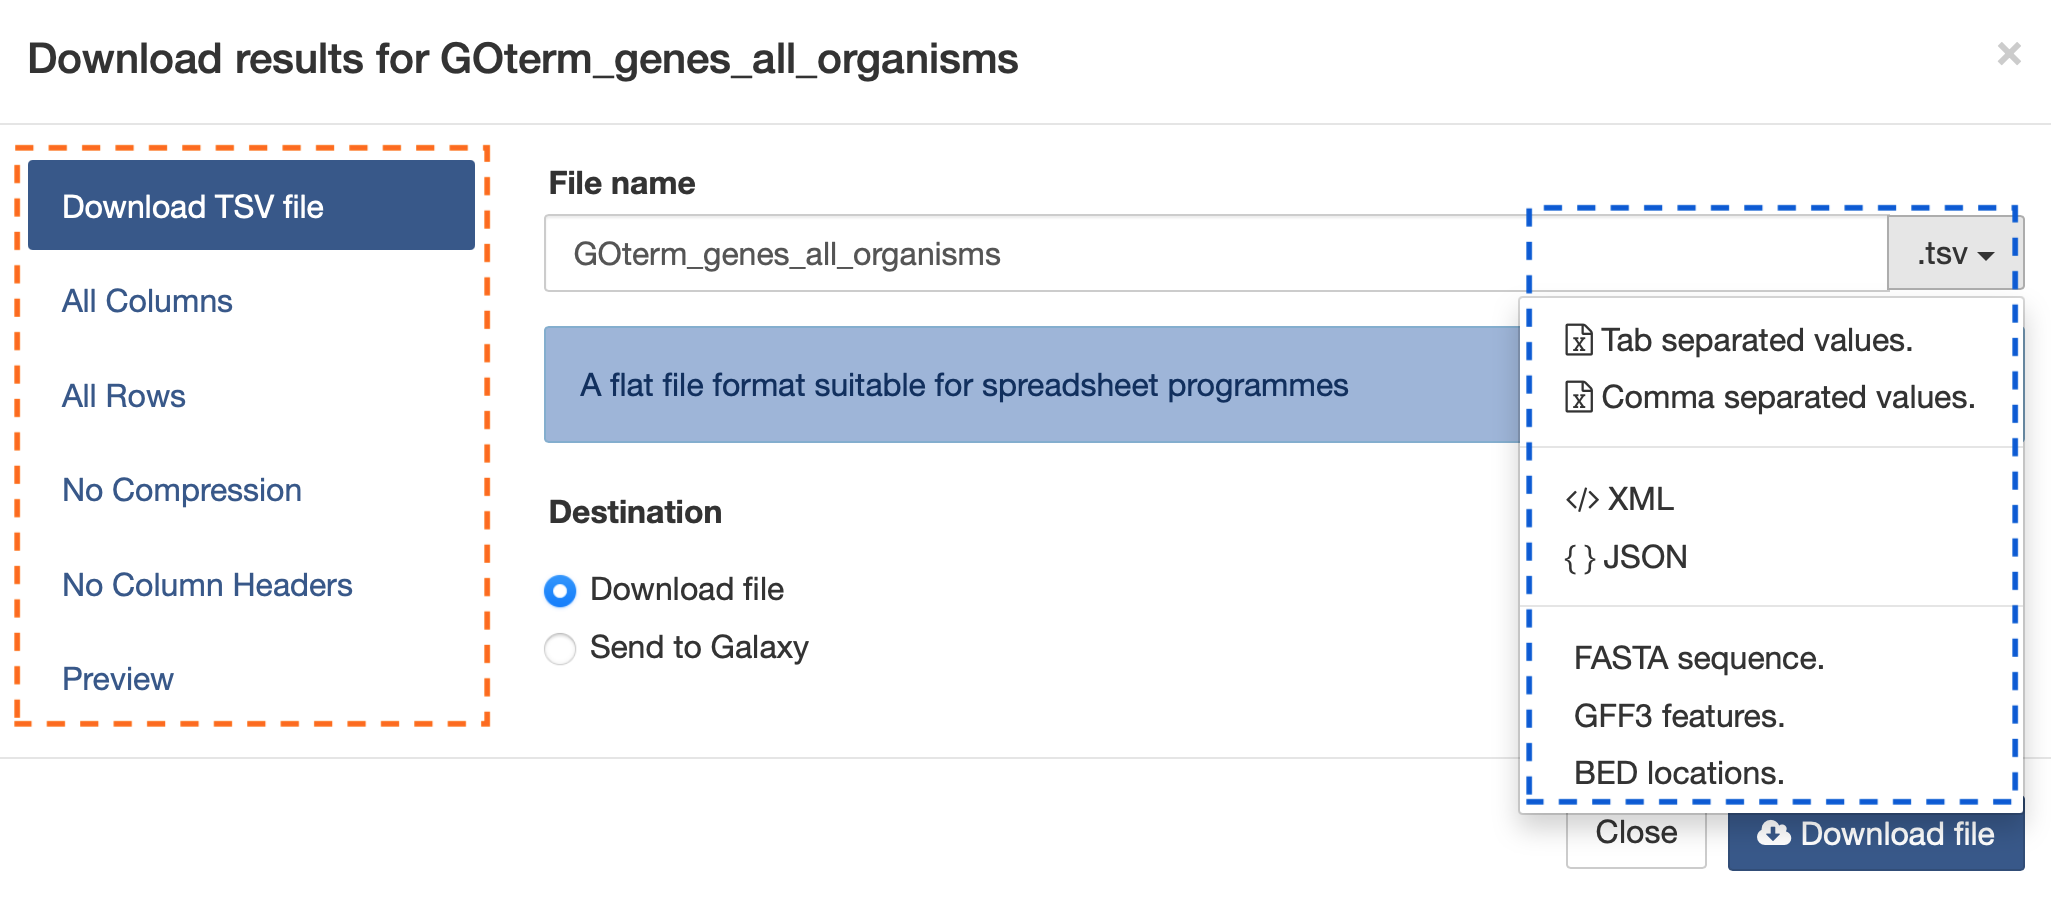 Download results for GOterm_genes_all_organisms
×
Download TSV file
All Columns
All Rows
No Compression
No Column Headers
Preview
File name
GOterm_genes_all_organisms
.tsv
A flat file format suitable for spreadsheet programmes
Destination
Download file
Send to Galaxy
Tab separated values.
Comma separated values.
</> XML
{ } JSON
FASTA sequence.
GFF3 features.
BED locations.
Close
Download file